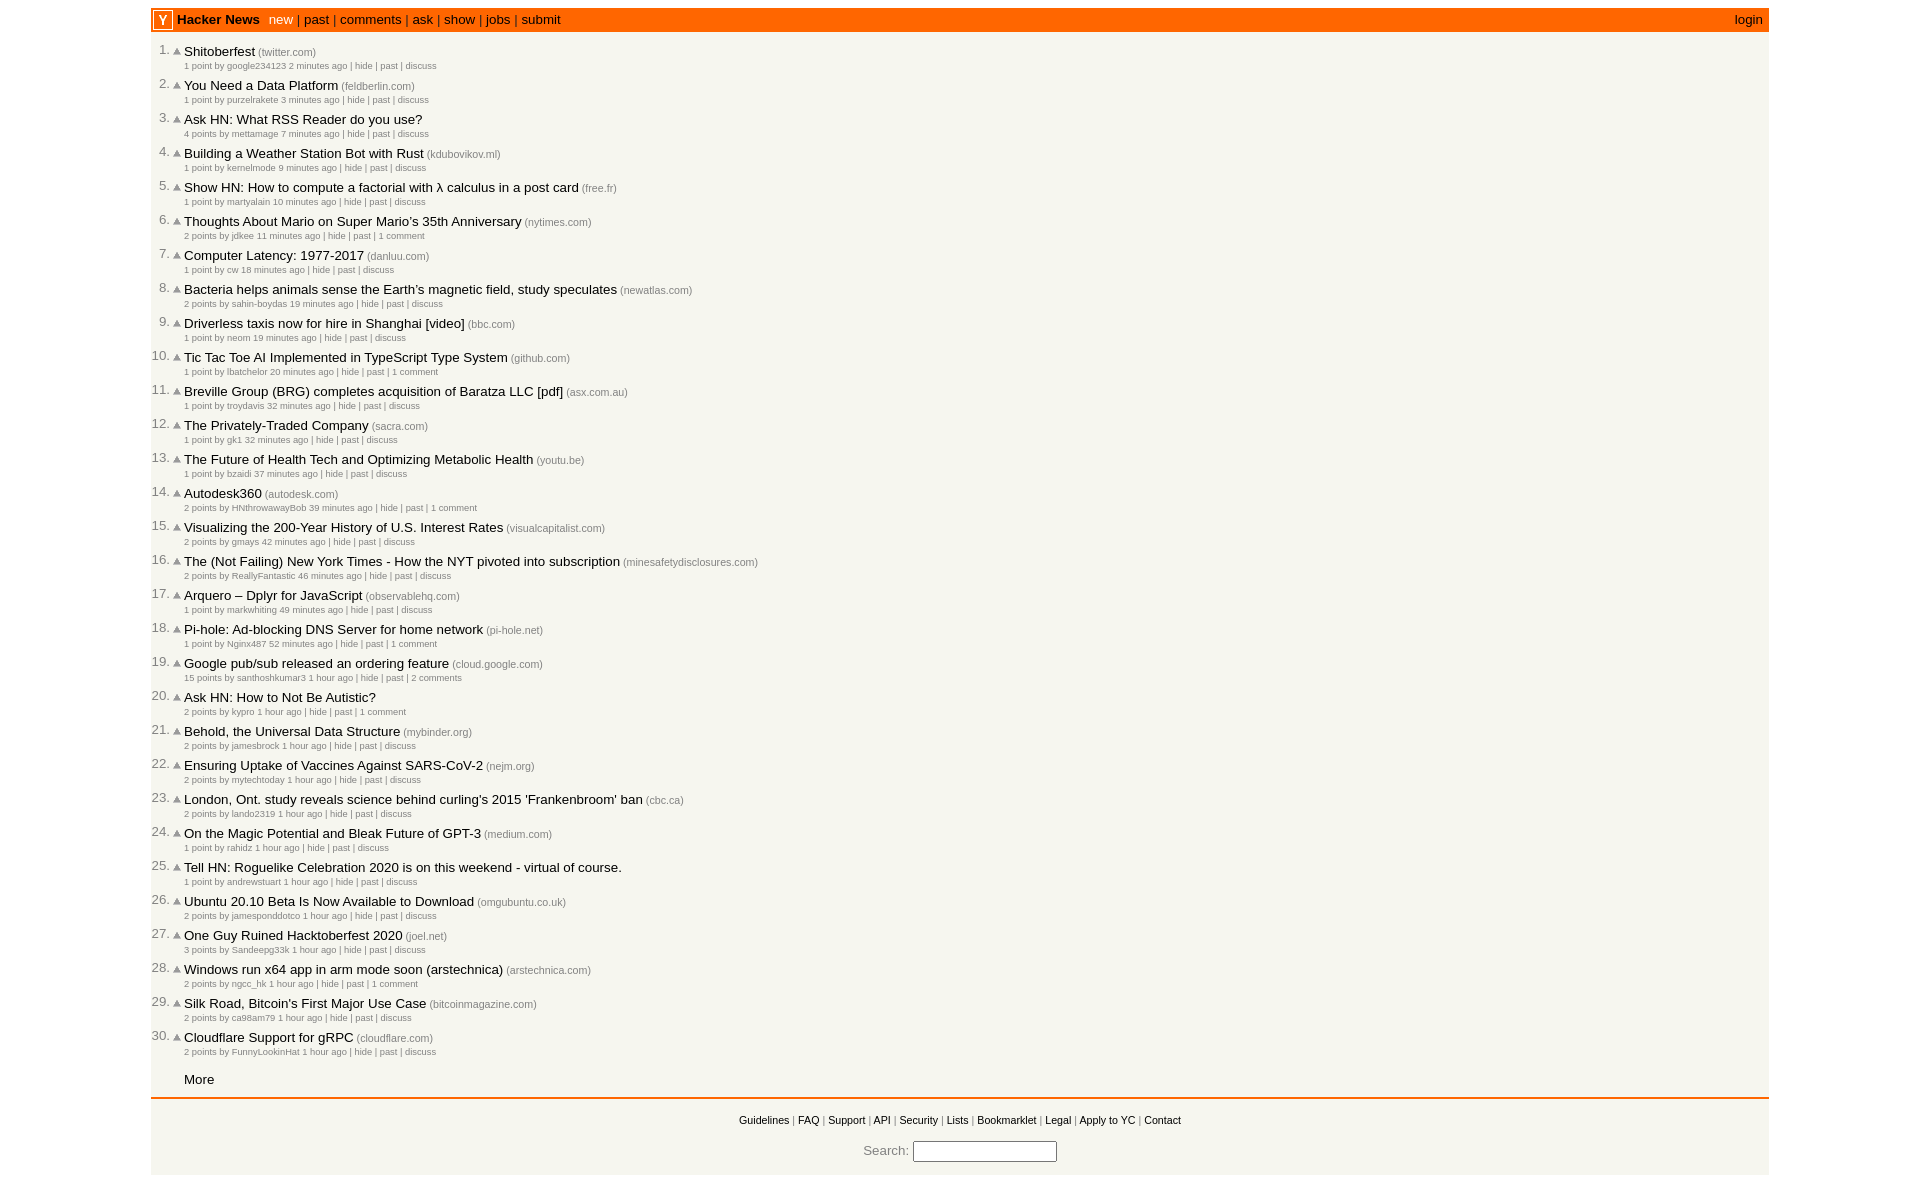 Y Hacker News new | past | comments | ask | show | jobs | submit login
1. Shitoberfest (twitter.com)
1 point by google234123 2 minutes ago | hide | past | discuss
2. You Need a Data Platform (feldberlin.com)
1 point by purzelrakete 3 minutes ago | hide | past | discuss
3. Ask HN: What RSS Reader do you use?
4 points by mettamage 7 minutes ago | hide | past | discuss
4. Building a Weather Station Bot with Rust (kdubovikov.ml)
1 point by kernelmode 9 minutes ago | hide | past | discuss
5. Show HN: How to compute a factorial with λ calculus in a post card (free.fr)
1 point by martyalain 10 minutes ago | hide | past | discuss
6. Thoughts About Mario on Super Mario’s 35th Anniversary (nytimes.com)
2 points by jdkee 11 minutes ago | hide | past | 1 comment
7. Computer Latency: 1977-2017 (danluu.com)
1 point by cw 18 minutes ago | hide | past | discuss
8. Bacteria helps animals sense the Earth’s magnetic field, study speculates (newatlas.com)
2 points by sahin-boydas 19 minutes ago | hide | past | discuss
9. Driverless taxis now for hire in Shanghai [video] (bbc.com)
1 point by neom 19 minutes ago | hide | past | discuss
10. Tic Tac Toe AI Implemented in TypeScript Type System (github.com)
1 point by lbatchelor 20 minutes ago | hide | past | 1 comment
11. Breville Group (BRG) completes acquisition of Baratza LLC [pdf] (asx.com.au)
1 point by troydavis 32 minutes ago | hide | past | discuss
12. The Privately-Traded Company (sacra.com)
1 point by gk1 32 minutes ago | hide | past | discuss
13. The Future of Health Tech and Optimizing Metabolic Health (youtu.be)
1 point by bzaidi 37 minutes ago | hide | past | discuss
14. Autodesk360 (autodesk.com)
2 points by HNthrowawayBob 39 minutes ago | hide | past | 1 comment
15. Visualizing the 200-Year History of U.S. Interest Rates (visualcapitalist.com)
2 points by gmays 42 minutes ago | hide | past | discuss
16. The (Not Failing) New York Times - How the NYT pivoted into subscription (minesafetydisclosures.com)
2 points by ReallyFantastic 46 minutes ago | hide | past | discuss
17. Arquero – Dplyr for JavaScript (observablehq.com)
1 point by markwhiting 49 minutes ago | hide | past | discuss
18. Pi-hole: Ad-blocking DNS Server for home network (pi-hole.net)
1 point by Nginx487 52 minutes ago | hide | past | 1 comment
19. Google pub/sub released an ordering feature (cloud.google.com)
15 points by santhoshkumar3 1 hour ago | hide | past | 2 comments
20. Ask HN: How to Not Be Autistic?
2 points by kypro 1 hour ago | hide | past | 1 comment
21. Behold, the Universal Data Structure (mybinder.org)
2 points by jamesbrock 1 hour ago | hide | past | discuss
22. Ensuring Uptake of Vaccines Against SARS-CoV-2 (nejm.org)
2 points by mytechtoday 1 hour ago | hide | past | discuss
23. London, Ont. study reveals science behind curling's 2015 'Frankenbroom' ban (cbc.ca)
2 points by lando2319 1 hour ago | hide | past | discuss
24. On the Magic Potential and Bleak Future of GPT-3 (medium.com)
1 point by rahidz 1 hour ago | hide | past | discuss
25. Tell HN: Roguelike Celebration 2020 is on this weekend - virtual of course.
1 point by andrewstuart 1 hour ago | hide | past | discuss
26. Ubuntu 20.10 Beta Is Now Available to Download (omgubuntu.co.uk)
2 points by jamesponddotco 1 hour ago | hide | past | discuss
27. One Guy Ruined Hacktoberfest 2020 (joel.net)
3 points by Sandeepg33k 1 hour ago | hide | past | discuss
28. Windows run x64 app in arm mode soon (arstechnica) (arstechnica.com)
2 points by ngcc_hk 1 hour ago | hide | past | 1 comment
29. Silk Road, Bitcoin's First Major Use Case (bitcoinmagazine.com)
2 points by ca98am79 1 hour ago | hide | past | discuss
30. Cloudflare Support for gRPC (cloudflare.com)
2 points by FunnyLookinHat 1 hour ago | hide | past | discuss
More
Guidelines | FAQ | Support | API | Security | Lists | Bookmarklet | Legal | Apply to YC | Contact
Search: